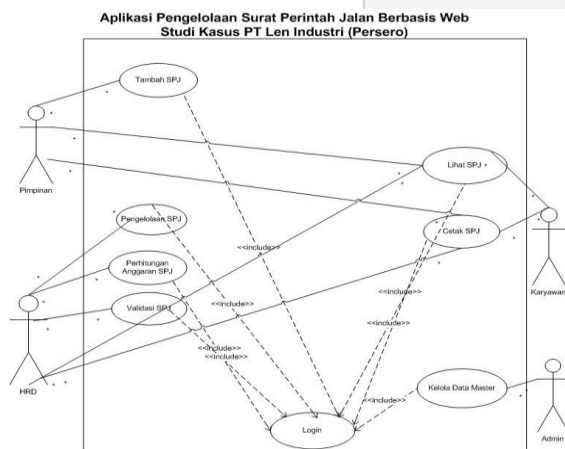 Aplikasi Pengelolaan Surat Perintah Jalan Berbasis Web
Studi Kasus PT Len Industri (Persero)
Tambah SPJ
Pimpinan
Lihat SPJ
Pengelolaan SPJ
Cetak SPJ
<<include>>
Perhitungan
Anggaran SPJ
Karyawan
<<include>>
<<include>>
Validasi SPJ
<<include>>
<<include>>
<<include>>
HRD
Kelola Data Master
<<include>>
Login
Admin